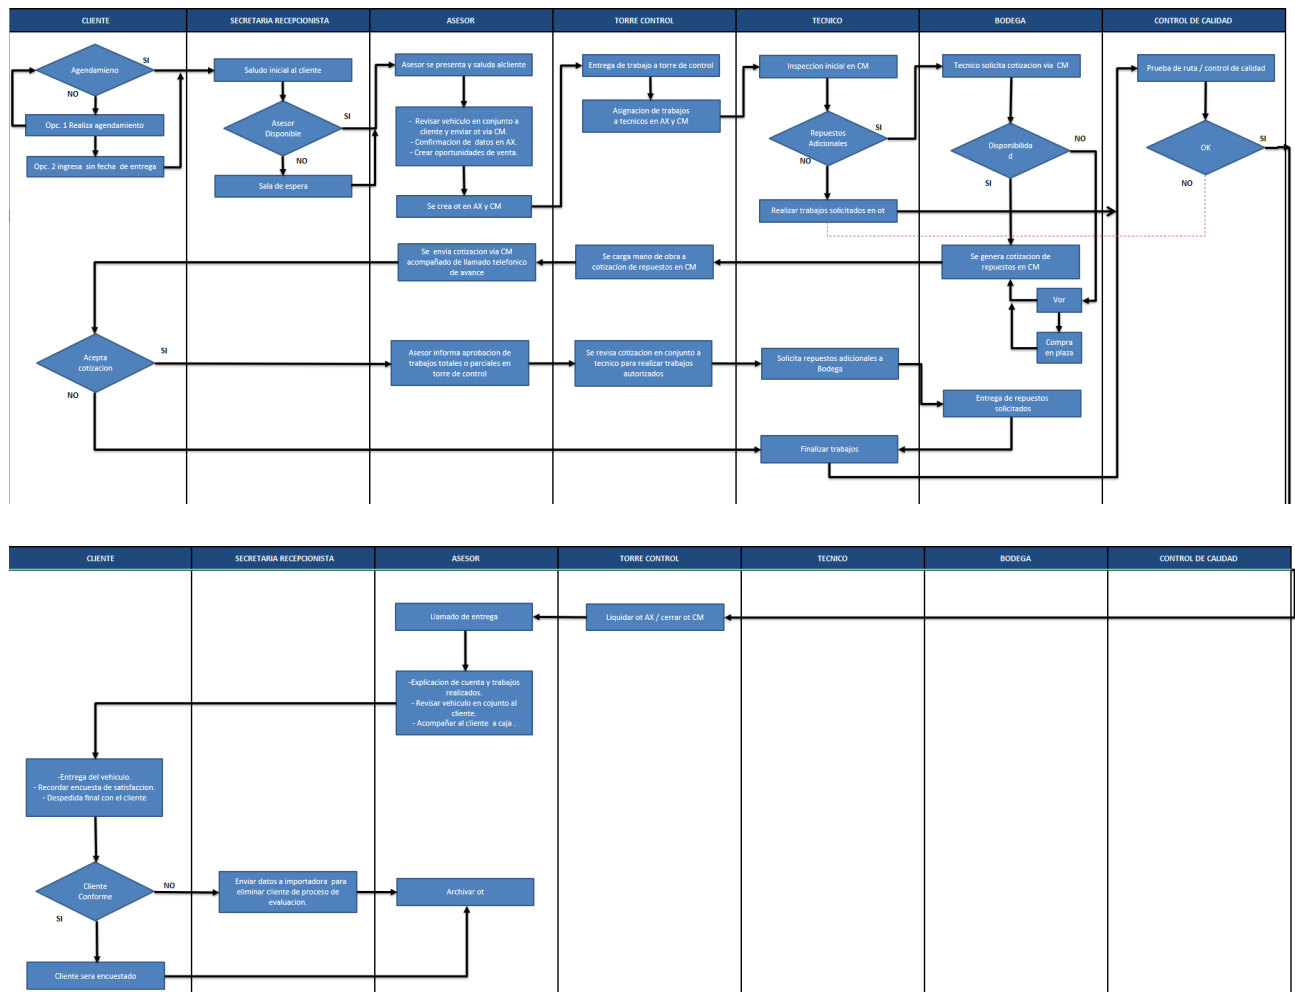 CLIENTE
SECRETARIA RECEPCIONISTA
ASESOR
TORRE CONTROL
TECNICO
BODEGA
CONTROL DE CALIDAD
Agendamieno
SI
NO
Opc. 1 Realiza agendamiento
Opc. 2 ingresa sin fecha de entrega
Saludo inicial al cliente
Asesor
Disponible
SI
NO
Sala de espera
Asesor se presenta y saluda alcliente
- Revisar vehiculo en conjunto a
cliente y enviar ot via CM.
- Confirmacion de datos en AX.
- Crear oportunidades de venta.
Se crea ot en AX y CM
Entrega de trabajo a torre de control
Asignacion de trabajos
a tecnicos en AX y CM
Inspeccion inicial en CM
Repuestos
Adicionales
SI
NO
Realizar trabajos solicitados en ot
Tecnico solicita cotizacion via CM
Disponibilida
d
NO
SI
Prueba de ruta / control de calidad
OK
SI
NO
Se genera cotizacion de
repuestos en CM
Vor
Compra
en plaza
Se carga mano de obra a
cotizacion de repuestos en CM
Se envia cotizacion via CM
acompañado de llamado telefonico
de avance
Acepta
cotizacion
SI
NO
Asesor informa aprobacion de
trabajos totales o parciales en
torre de control
Se revisa cotizacion en conjunto a
tecnico para realizar trabajos
autorizados
Solicita repuestos adicionales a
Bodega
Entrega de repuestos
solicitados
Finalizar trabajos
CLIENTE
SECRETARIA RECEPCIONISTA
ASESOR
TORRE CONTROL
TECNICO
BODEGA
CONTROL DE CALIDAD
Llamado de entrega
Liquidar ot AX / cerrar ot CM
-Explicacion de cuenta y trabajos
realizados.
- Revisar vehiculo en cojunto al
cliente.
- Acompañar al cliente a caja .
-Entrega del vehiculo.
- Recordar encuesta de satisfaccion.
- Despedida final con el cliente
Cliente
Conforme
NO
SI
Enviar datos a importadora para
eliminar cliente de proceso de
evaluacion.
Archivar ot
Cliente sera encuestado